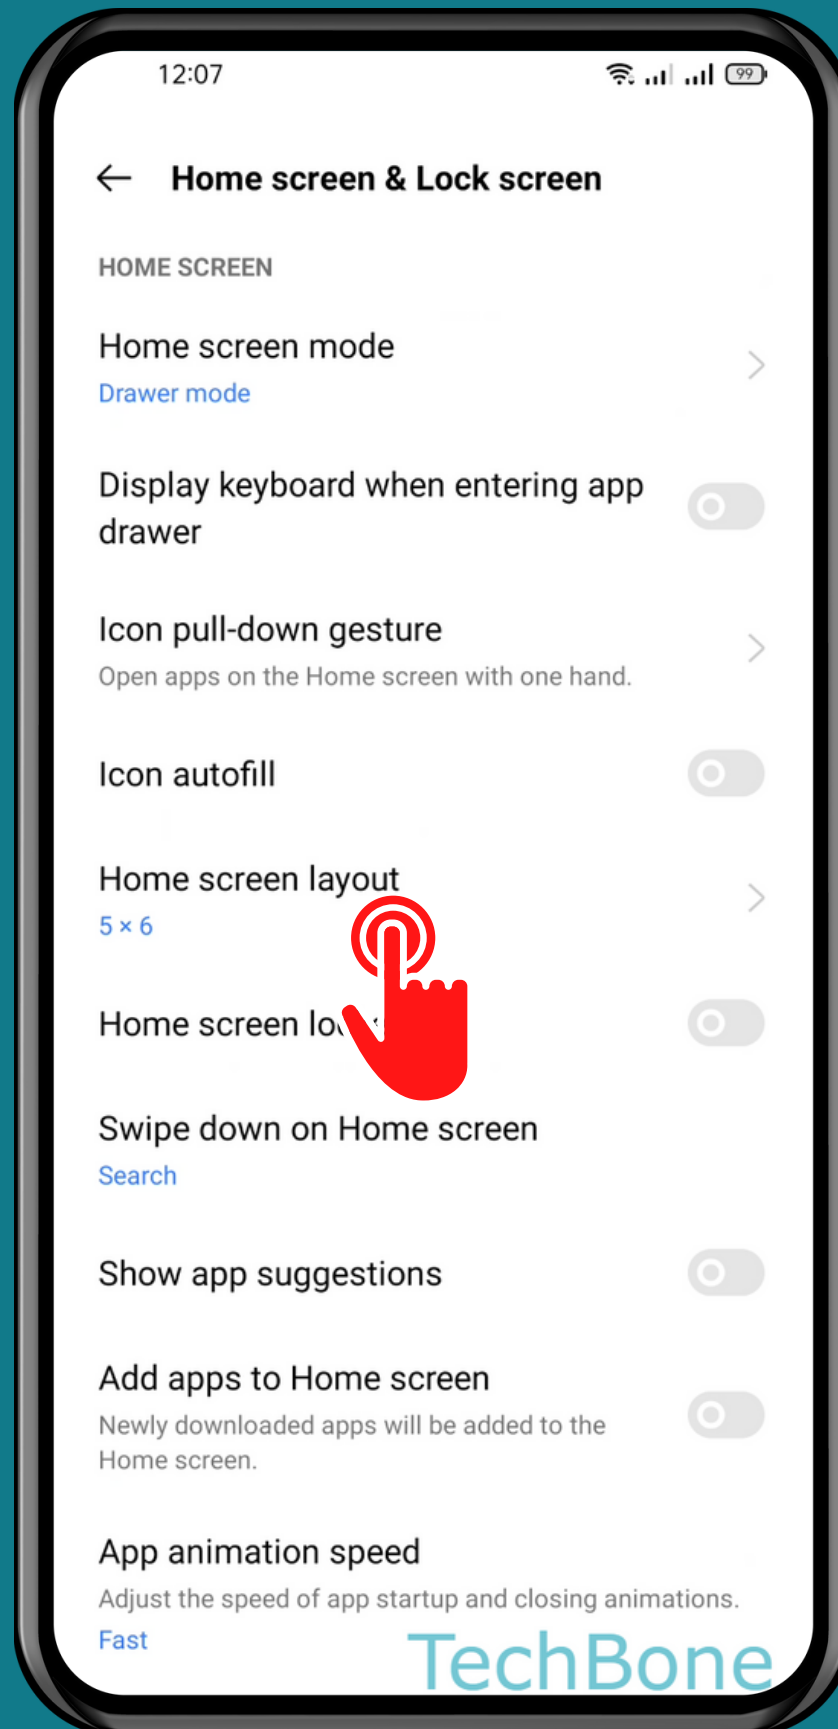 12:07
99
Home screen & Lock screen
HOME SCREEN
Home screen mode
Drawer mode
Display keyboard when entering app
drawer
Icon pull-down gesture
Open apps on the Home screen with one hand.
Icon autofill
Home screen layout
5 × 6
Home screen
Swipe down on Home screen
Search
Show app suggestions
Add apps to Home screen
Newly downloaded apps will be added to the
Home screen.
App animation speed
Adjust the speed of app startup and closing animations.
Fast
TechBone